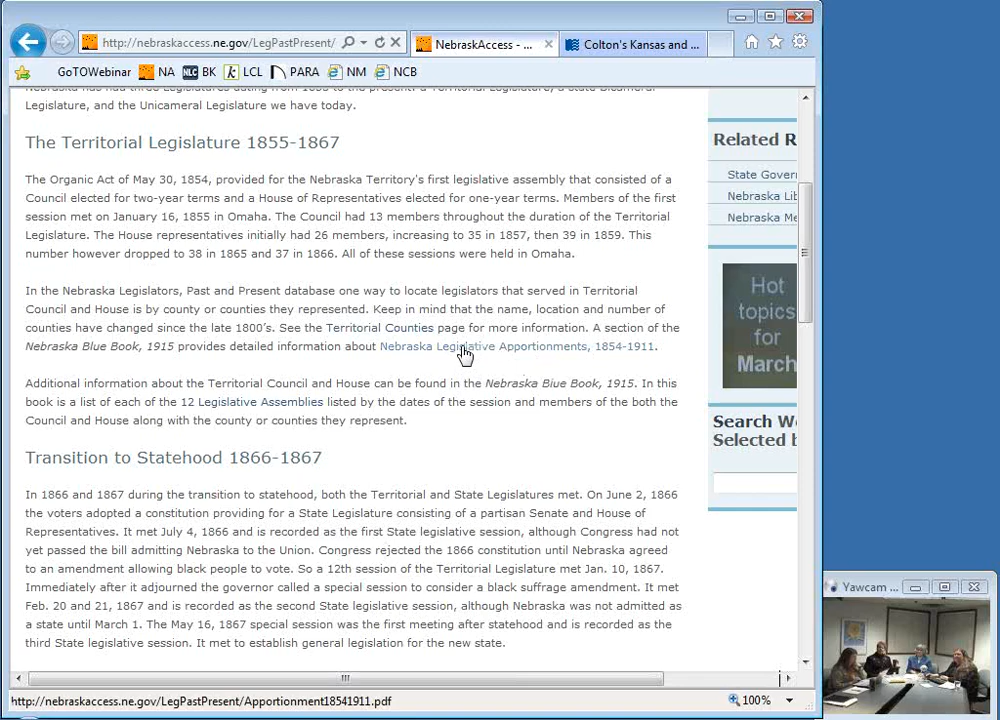 http://nebraskaccess.ne.gov/LegPastPresent/
NebraskAccess - ...
Colton's Kansas and ...
GoTOWebinar NA NLC BK k LCL PARA NM NCB
Legislature, and the Unicameral Legislature we have today.
The Territorial Legislature 1855-1867
The Organic Act of May 30, 1854, provided for the Nebraska Territory's first legislative assembly that consisted of a
Council elected for two-year terms and a House of Representatives elected for one-year terms. Members of the first
session met on January 16, 1855 in Omaha. The Council had 13 members throughout the duration of the Territorial
Legislature. The House representatives initially had 26 members, increasing to 35 in 1857, then 39 in 1859. This
number however dropped to 38 in 1865 and 37 in 1866. All of these sessions were held in Omaha.
In the Nebraska Legislators, Past and Present database one way to locate legislators that served in Territorial
Council and House is by county or counties they represented. Keep in mind that the name, location and number of
counties have changed since the late 1800's. See the Territorial Counties page for more information. A section of the
Nebraska Blue Book, 1915 provides detailed information about Nebraska Legislative Apportionments, 1854-1911.
Additional information about the Territorial Council and House can be found in the Nebraska Blue Book, 1915. In this
book is a list of each of the 12 Legislative Assemblies listed by the dates of the session and members of the both the
Council and House along with the county or counties they represent.
Transition to Statehood 1866-1867
In 1866 and 1867 during the transition to statehood, both the Territorial and State Legislatures met. On June 2, 1866
the voters adopted a constitution providing for a State Legislature consisting of a partisan Senate and House of
Representatives. It met July 4, 1866 and is recorded as the first State legislative session, although Congress had not
yet passed the bill admitting Nebraska to the Union. Congress rejected the 1866 constitution until Nebraska agreed
to an amendment allowing black people to vote. So a 12th session of the Territorial Legislature met Jan. 10, 1867.
Immediately after it adjourned the governor called a special session to consider a black suffrage amendment. It met
Feb. 20 and 21, 1867 and is recorded as the second State legislative session, although Nebraska was not admitted as
a state until March 1. The May 16, 1867 special session was the first meeting after statehood and is recorded as the
third State legislative session. It met to establish general legislation for the new state.
Related R
State Gover
Nebraska Lib
Nebraska Me
Hot
topics
for
March
Search We
Selected b
http://nebraskaccess.ne.gov/LegPastPresent/Apportionment18541911.pdf
100%
Yawcam ...